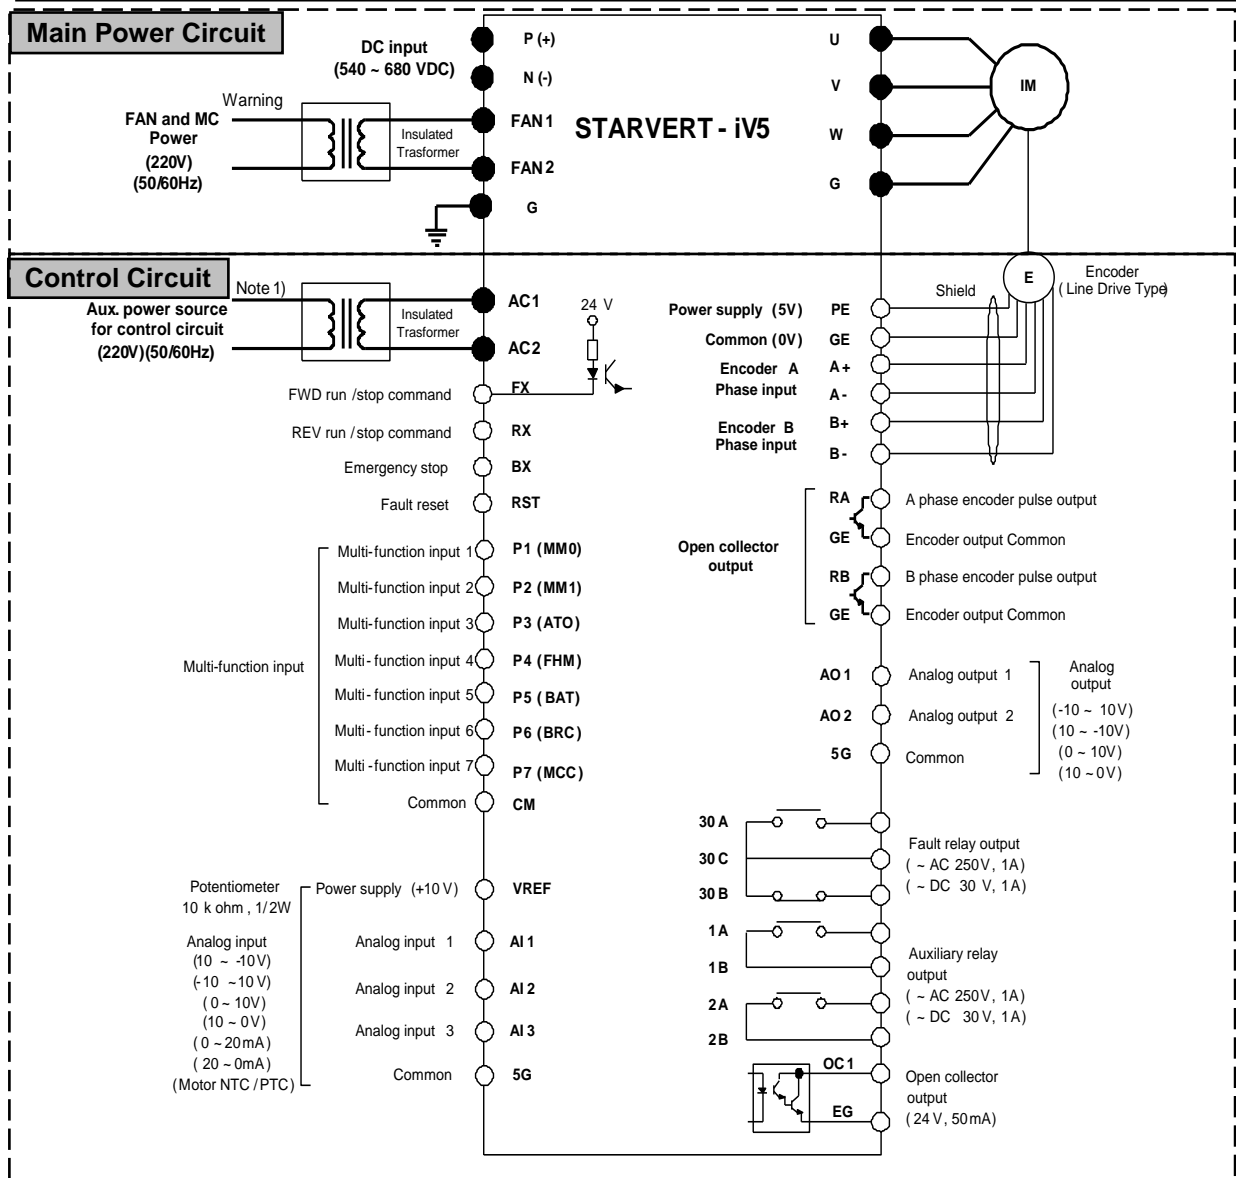 Main Power Circuit
DC input
(540 ~ 680 VDC)
P (+)
N (-)
Warning
FAN and MC
Power
(220V)
(50/60Hz)
Insulated
Trasformer
FAN 1
FAN 2
G
STARVERT - iV5
U
V
W
G
IM
Control Circuit
Note 1)
Aux. power source
for control circuit
(220V)(50/60Hz)
Insulated
Trasformer
AC1
AC2
24 V
FWD run /stop command
FX
REV run /stop command
RX
Emergency stop
BX
Fault reset
RST
Multi-function input
Multi-function input 1
P1 (MM0)
Multi-function input 2
P2 (MM1)
Multi-function input 3
P3 (ATO)
Multi-function input 4
P4 (FHM)
Multi-function input 5
P5 (BAT)
Multi-function input 6
P6 (BRC)
Multi-function input 7
P7 (MCC)
Common
CM
Potentiometer
10 k ohm , 1/2W
Analog input
(10 ~ -10V)
(-10 ~10 V)
( 0 ~ 10V)
(10 ~ 0V)
( 0 ~ 20mA)
( 20 ~ 0mA)
(Motor NTC / PTC)
Power supply (+10 V)
VREF
Analog input 1
AI 1
Analog input 2
AI 2
Analog input 3
AI 3
Common
5G
E
Encoder
( Line Drive Type)
Shield
Power supply (5V)
PE
Common (0V)
GE
Encoder A
Phase input
A +
A -
Encoder B
Phase input
B+
B -
Open collector
output
RA
A phase encoder pulse output
GE
Encoder output Common
RB
B phase encoder pulse output
GE
Encoder output Common
AO 1
Analog output 1
AO 2
Analog output 2
5G
Common
Analog
output
(-10 ~ 10V)
(10 ~ -10V)
(0 ~ 10V)
(10 ~ 0V)
30 A
30 C
30 B
Fault relay output
( ~ AC 250V, 1A)
( ~ DC 30 V, 1A)
1 A
1 B
2 A
2 B
Auxiliary relay
output
( ~ AC 250V, 1A)
( ~ DC 30 V, 1A)
OC 1
EG
Open collector
output
( 24 V, 50mA)